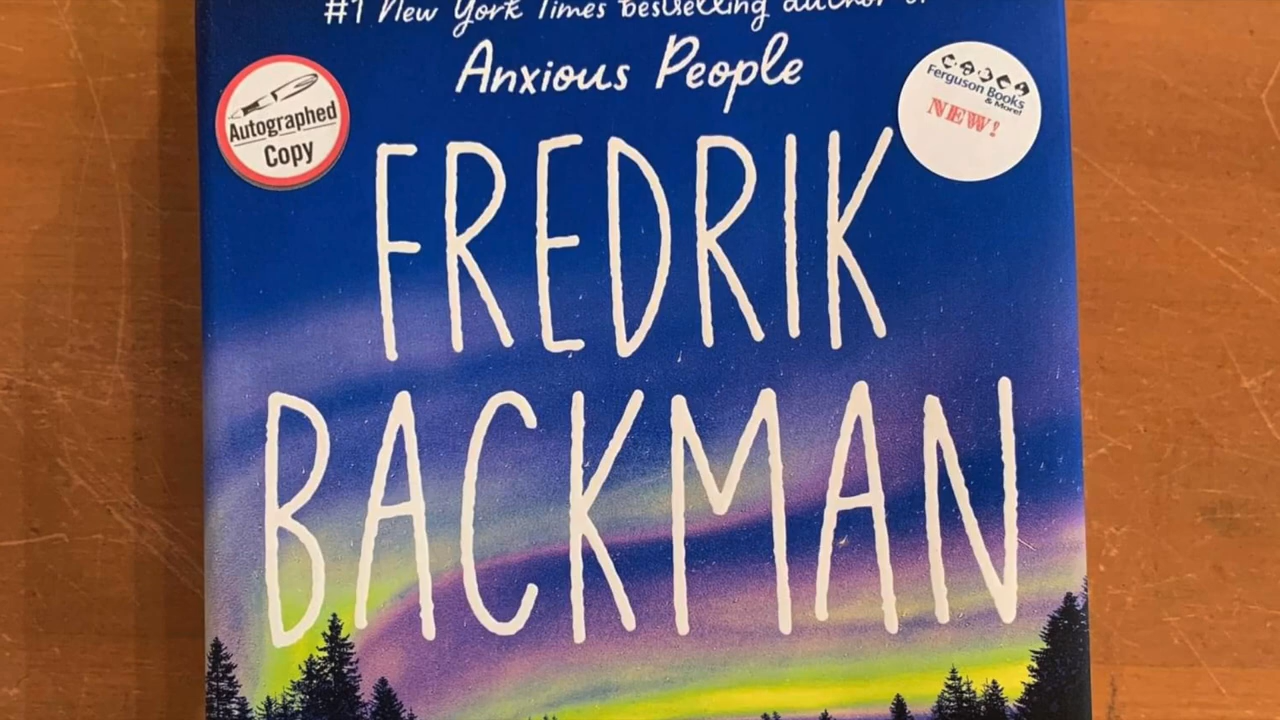 #1 New York Times bestselling author of
Anxious People
Autographed
Copy
Ferguson Books
& More!
NEW!
FREDRIK
BACKMAN